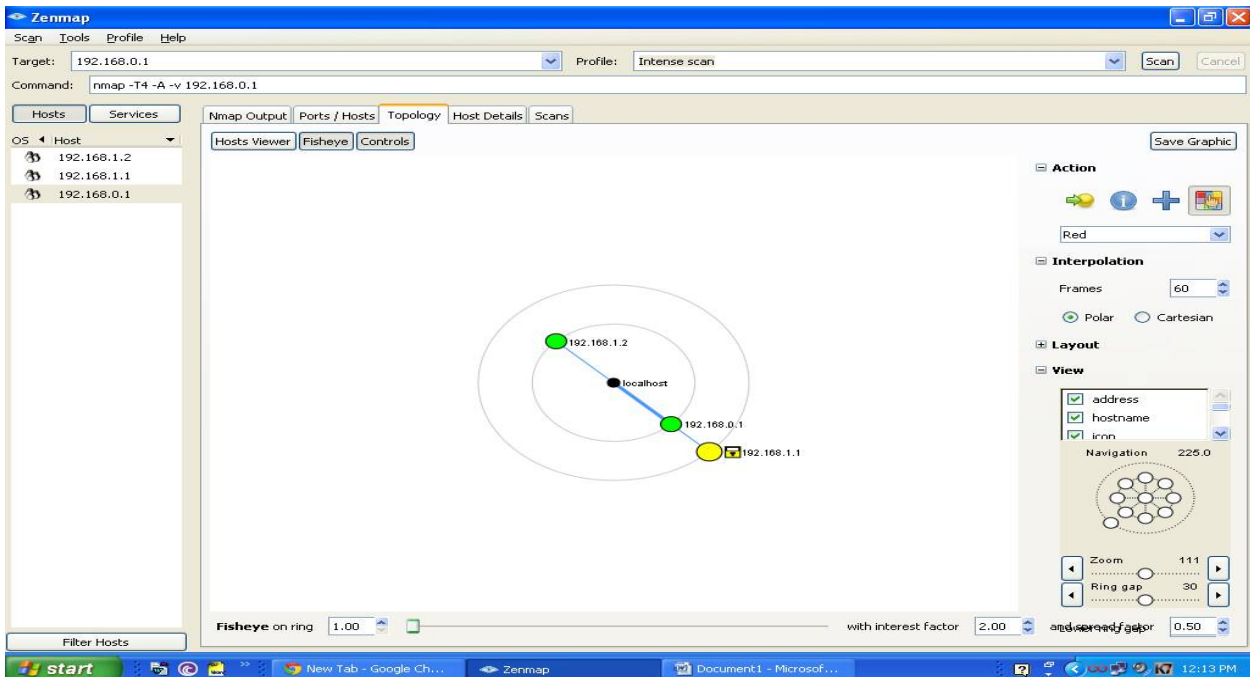 Zenmap
Scan Tools Profile Help
Target: 192.168.0.1 Profile: Intense scan Scan Cancel
Command: nmap -T4 -A -v 192.168.0.1
Hosts Services Nmap Output Ports / Hosts Topology Host Details Scans
OS Host Hosts Viewer Fisheye Controls Save Graphic
192.168.1.2
192.168.1.1
192.168.0.1
Action
Red
Interpolation
Frames 60
Polar Cartesian
Layout
View
address
hostname
icon
Navigation 225.0
Zoom 111
Ring gap 30
192.168.1.2
localhost
192.168.0.1
192.168.1.1
Fisheye on ring 1.00 with interest factor 2.00 and spread factor 0.50
Filter Hosts
start New Tab - Google Ch... Zenmap Document1 - Microsof... 12:13 PM